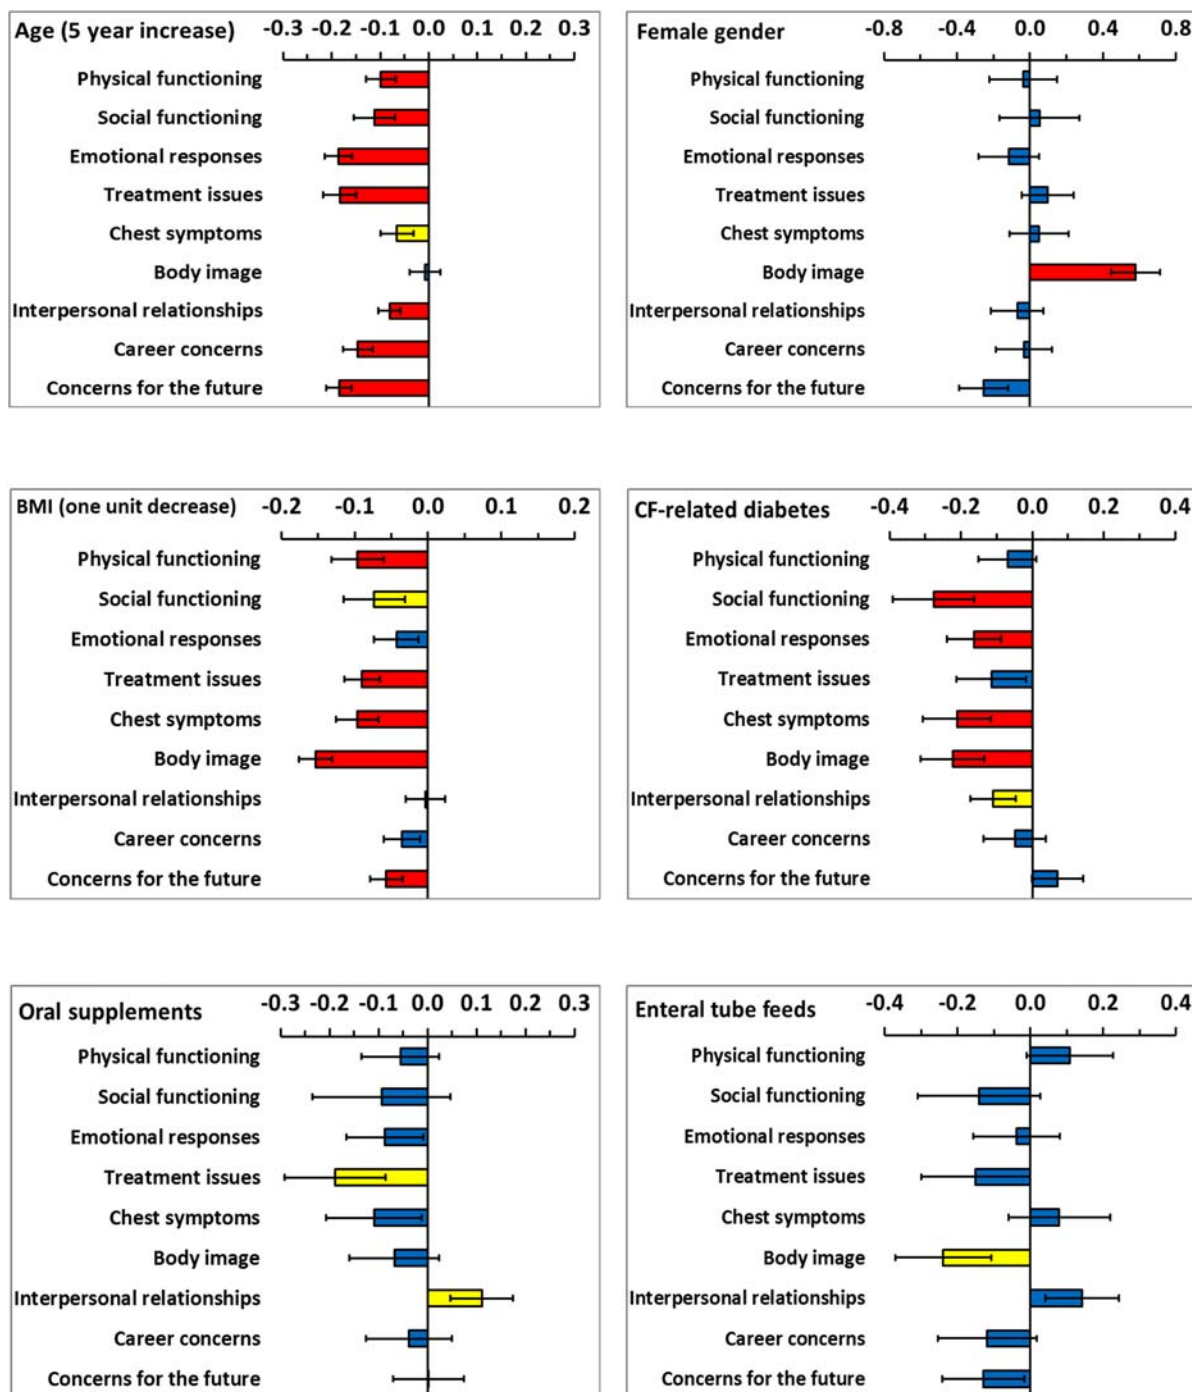 Age (5 year increase) -0.3 -0.2 -0.1 0.0 0.1 0.2 0.3
Physical functioning
Social functioning
Emotional responses
Treatment issues
Chest symptoms
Body image
Interpersonal relationships
Career concerns
Concerns for the future
Female gender -0.8 -0.4 0.0 0.4 0.8
Physical functioning
Social functioning
Emotional responses
Treatment issues
Chest symptoms
Body image
Interpersonal relationships
Career concerns
Concerns for the future
BMI (one unit decrease) -0.2 -0.1 0.0 0.1 0.2
Physical functioning
Social functioning
Emotional responses
Treatment issues
Chest symptoms
Body image
Interpersonal relationships
Career concerns
Concerns for the future
CF-related diabetes -0.4 -0.2 0.0 0.2 0.4
Physical functioning
Social functioning
Emotional responses
Treatment issues
Chest symptoms
Body image
Interpersonal relationships
Career concerns
Concerns for the future
Oral supplements -0.3 -0.2 -0.1 0.0 0.1 0.2 0.3
Physical functioning
Social functioning
Emotional responses
Treatment issues
Chest symptoms
Body image
Interpersonal relationships
Career concerns
Concerns for the future
Enteral tube feeds -0.4 -0.2 0.0 0.2 0.4
Physical functioning
Social functioning
Emotional responses
Treatment issues
Chest symptoms
Body image
Interpersonal relationships
Career concerns
Concerns for the future